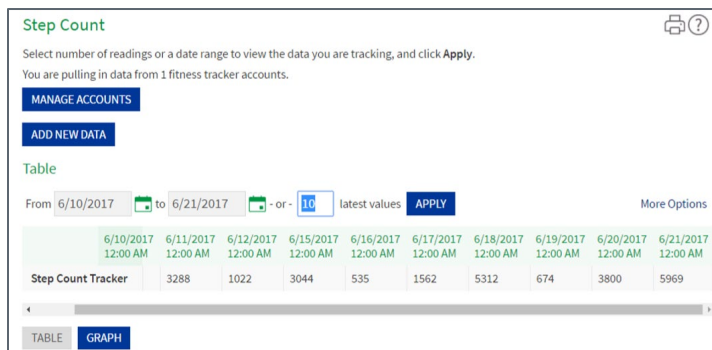 Step Count
Select number of readings or a date range to view the data you are tracking, and click Apply.
You are pulling in data from 1 fitness tracker accounts.
MANAGE ACCOUNTS
ADD NEW DATA
Table
From 6/10/2017 to 6/21/2017 - or - 10 latest values APPLY More Options
6/10/2017 6/11/2017 6/12/2017 6/15/2017 6/16/2017 6/17/2017 6/18/2017 6/19/2017 6/20/2017 6/21/2017
12:00 AM 12:00 AM 12:00 AM 12:00 AM 12:00 AM 12:00 AM 12:00 AM 12:00 AM 12:00 AM 12:00 AM
Step Count Tracker 3288 1022 3044 535 1562 5312 674 3800 5969
TABLE GRAPH